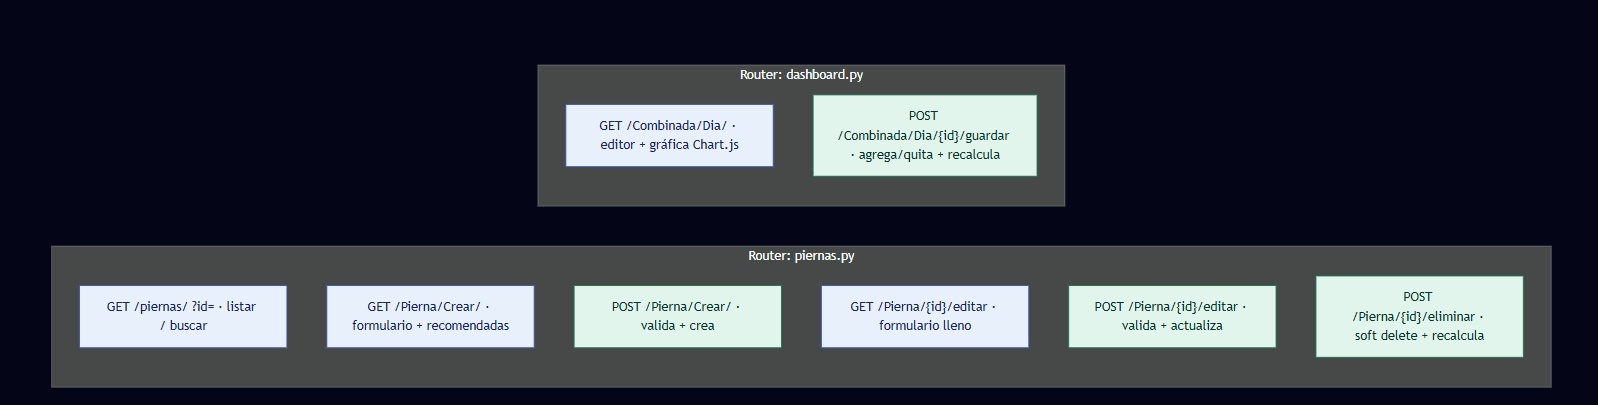 Router: dashboard.py
GET /Combinada/Dia/ ·
editor + gráfica Chart.js
POST
/Combinada/Dia/{id}/guardar
· agrega/quita + recalcula
Router: piernas.py
GET /piernas/ ?id= · listar
/ buscar
GET /Pierna/Crear/ ·
formulario + recomendadas
POST /Pierna/Crear/ ·
valida + crea
GET /Pierna/{id}/editar ·
formulario lleno
POST /Pierna/{id}/editar ·
valida + actualiza
POST
/Pierna/{id}/eliminar ·
soft delete + recalcula